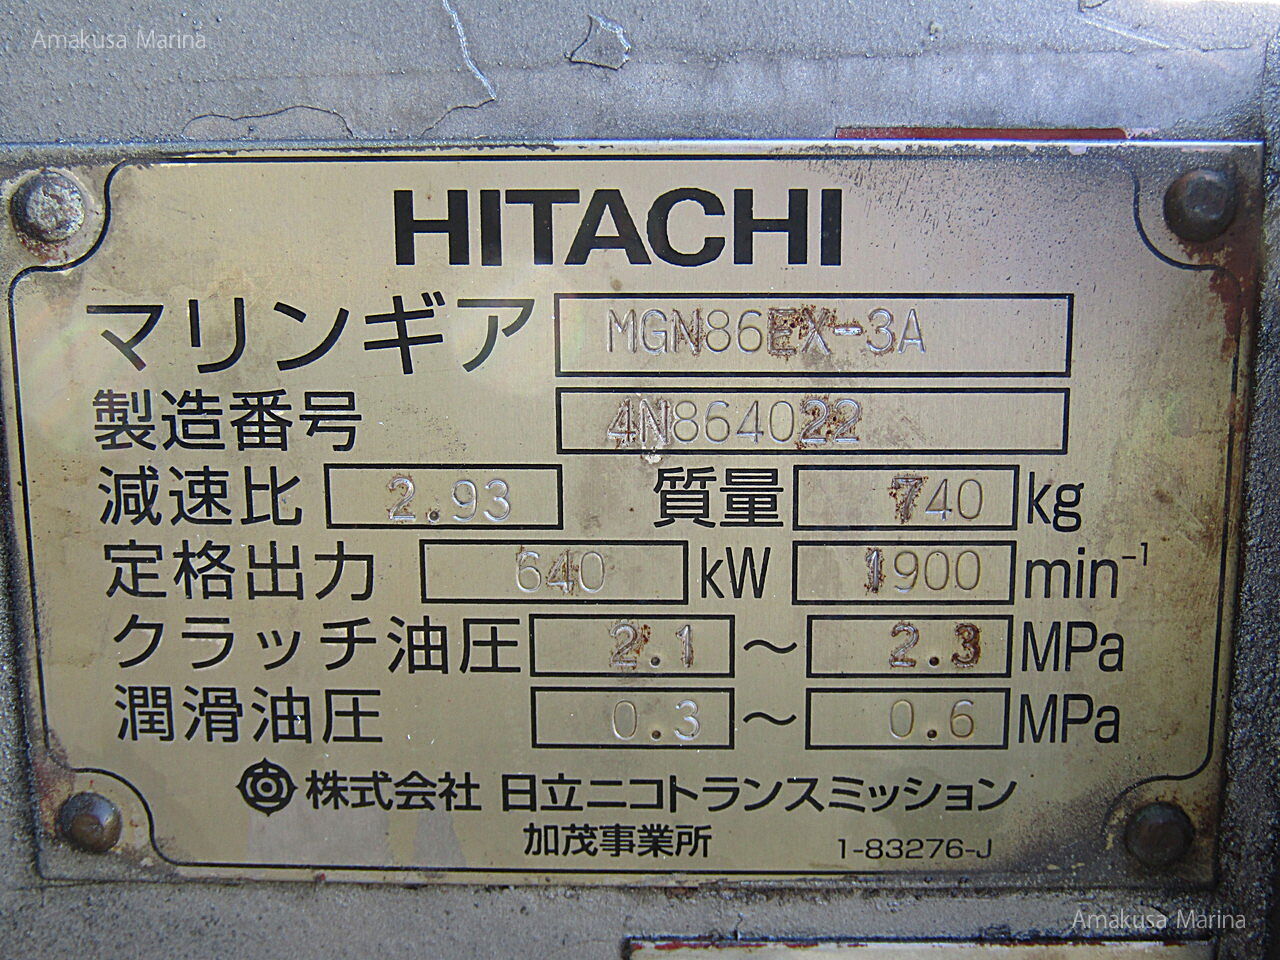 Amakusa Marina
HITACHI
マリンギア MGN86EX-3A
製造番号 4N864022
減速比 2.93 質量 740 kg
定格出力 640 kW 1900 min⁻¹
クラッチ油圧 2.1 ～ 2.3 MPa
潤滑油圧 0.3 ～ 0.6 MPa
株式会社 日立ニコトランスミッション
加茂事業所 1-83276-J
Amakusa Marina